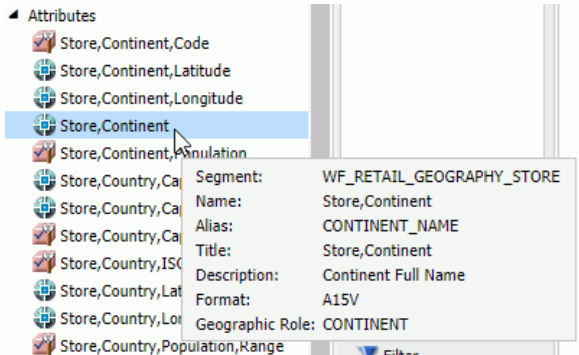 Attributes
Store,Continent,Code
Store,Continent,Latitude
Store,Continent,Longitude
Store,Continent
Store,Continent,Population
Store,Country,Ca
Store,Country,Ca
Store,Country,Ca
Store,Country,ISO
Store,Country,Lat
Store,Country,Lon
Store,Country,Population,Range
Segment: WF_RETAIL_GEOGRAPHY_STORE
Name: Store,Continent
Alias: CONTINENT_NAME
Title: Store,Continent
Description: Continent Full Name
Format: A15V
Geographic Role: CONTINENT
Filter